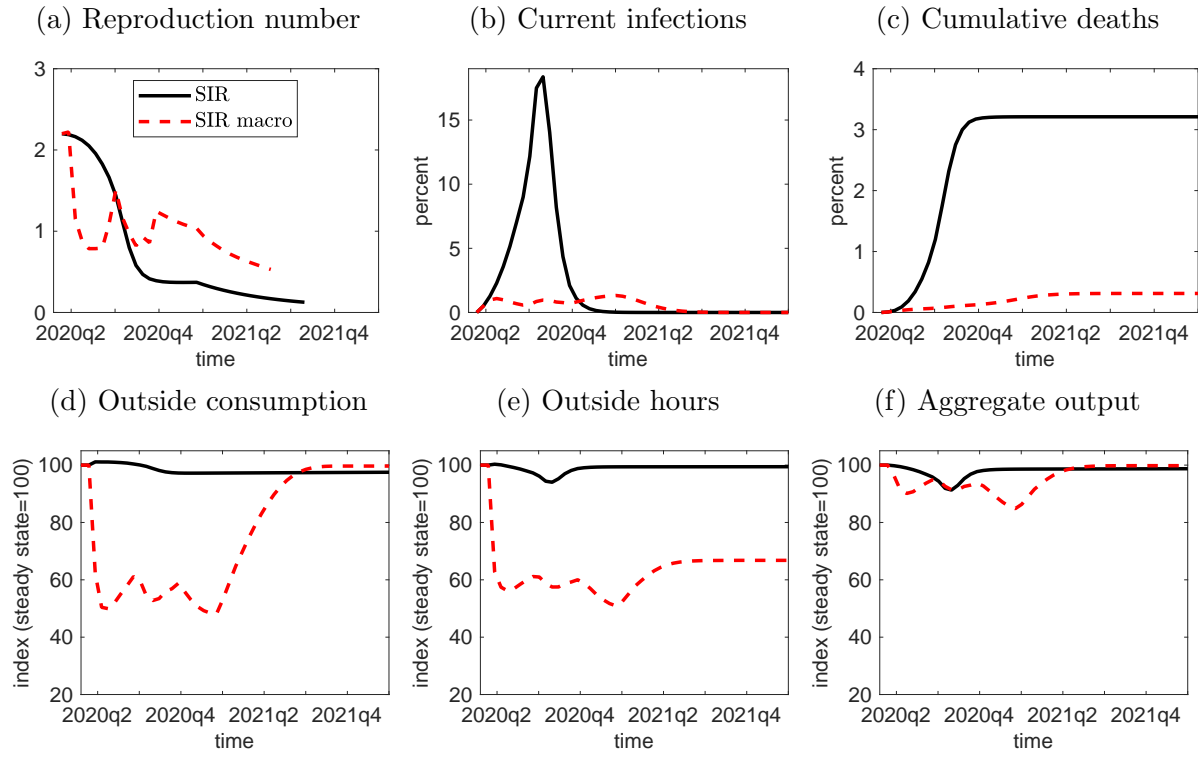 (a) Reproduction number
(b) Current infections
(c) Cumulative deaths
3
2
1
0
SIR
SIR macro
2020q2 2020q4 2021q2 2021q4
time
percent
15
10
5
0
2020q2 2020q4 2021q2 2021q4
time
percent
4
3
2
1
0
2020q2 2020q4 2021q2 2021q4
time
(d) Outside consumption
(e) Outside hours
(f) Aggregate output
index (steady state=100)
100
80
60
40
20
2020q2 2020q4 2021q2 2021q4
time
index (steady state=100)
100
80
60
40
20
2020q2 2020q4 2021q2 2021q4
time
index (steady state=100)
100
80
60
40
20
2020q2 2020q4 2021q2 2021q4
time